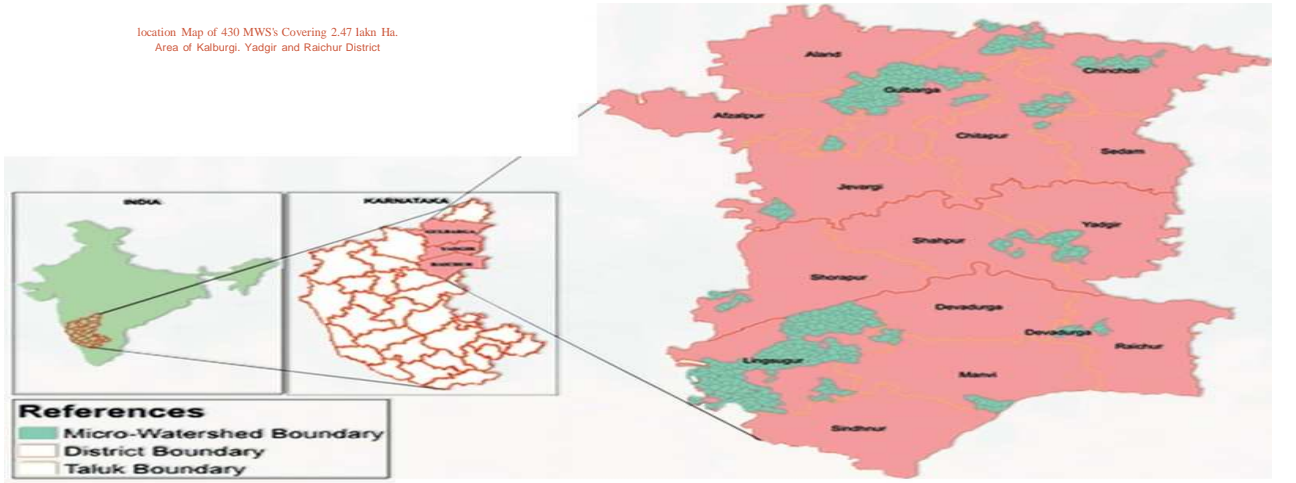 location Map of 430 MWS's Covering 2.47 lakn Ha.
Area of Kalburgi. Yadgir and Raichur District
Aland
Chincholi
Gulbarga
Afzalpur
Chitapur
Sedam
Jevargi
Yadgir
Shahpur
Shorapur
Devadurga
Devadurga
Raichur
Lingsugur
Manvi
Sindhnur
INDIA
KARNATAKA
References
Micro-Watershed Boundary
District Boundary
Taluk Boundary